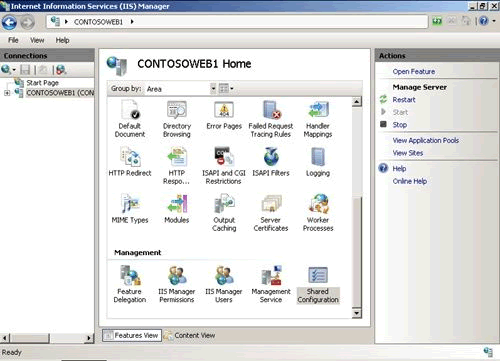 Internet Information Services (IIS) Manager
CONTOSOWEB1
File View Help
Connections
Start Page
CONTOSOWEB1 (CON
CONTOSOWEB1 Home
Group by: Area
Default Document
Directory Browsing
Error Pages
Failed Request Tracing Rules
Handler Mappings
HTTP Redirect
HTTP Respo...
ISAPI and CGI Restrictions
ISAPI Filters
Logging
MIME Types
Modules
Output Caching
Server Certificates
Worker Processes
Management
Feature Delegation
IIS Manager Permissions
IIS Manager Users
Management Service
Shared Configuration
Features View
Content View
Actions
Open Feature
Manage Server
Restart
Start
Stop
View Application Pools
View Sites
Help
Online Help
Ready